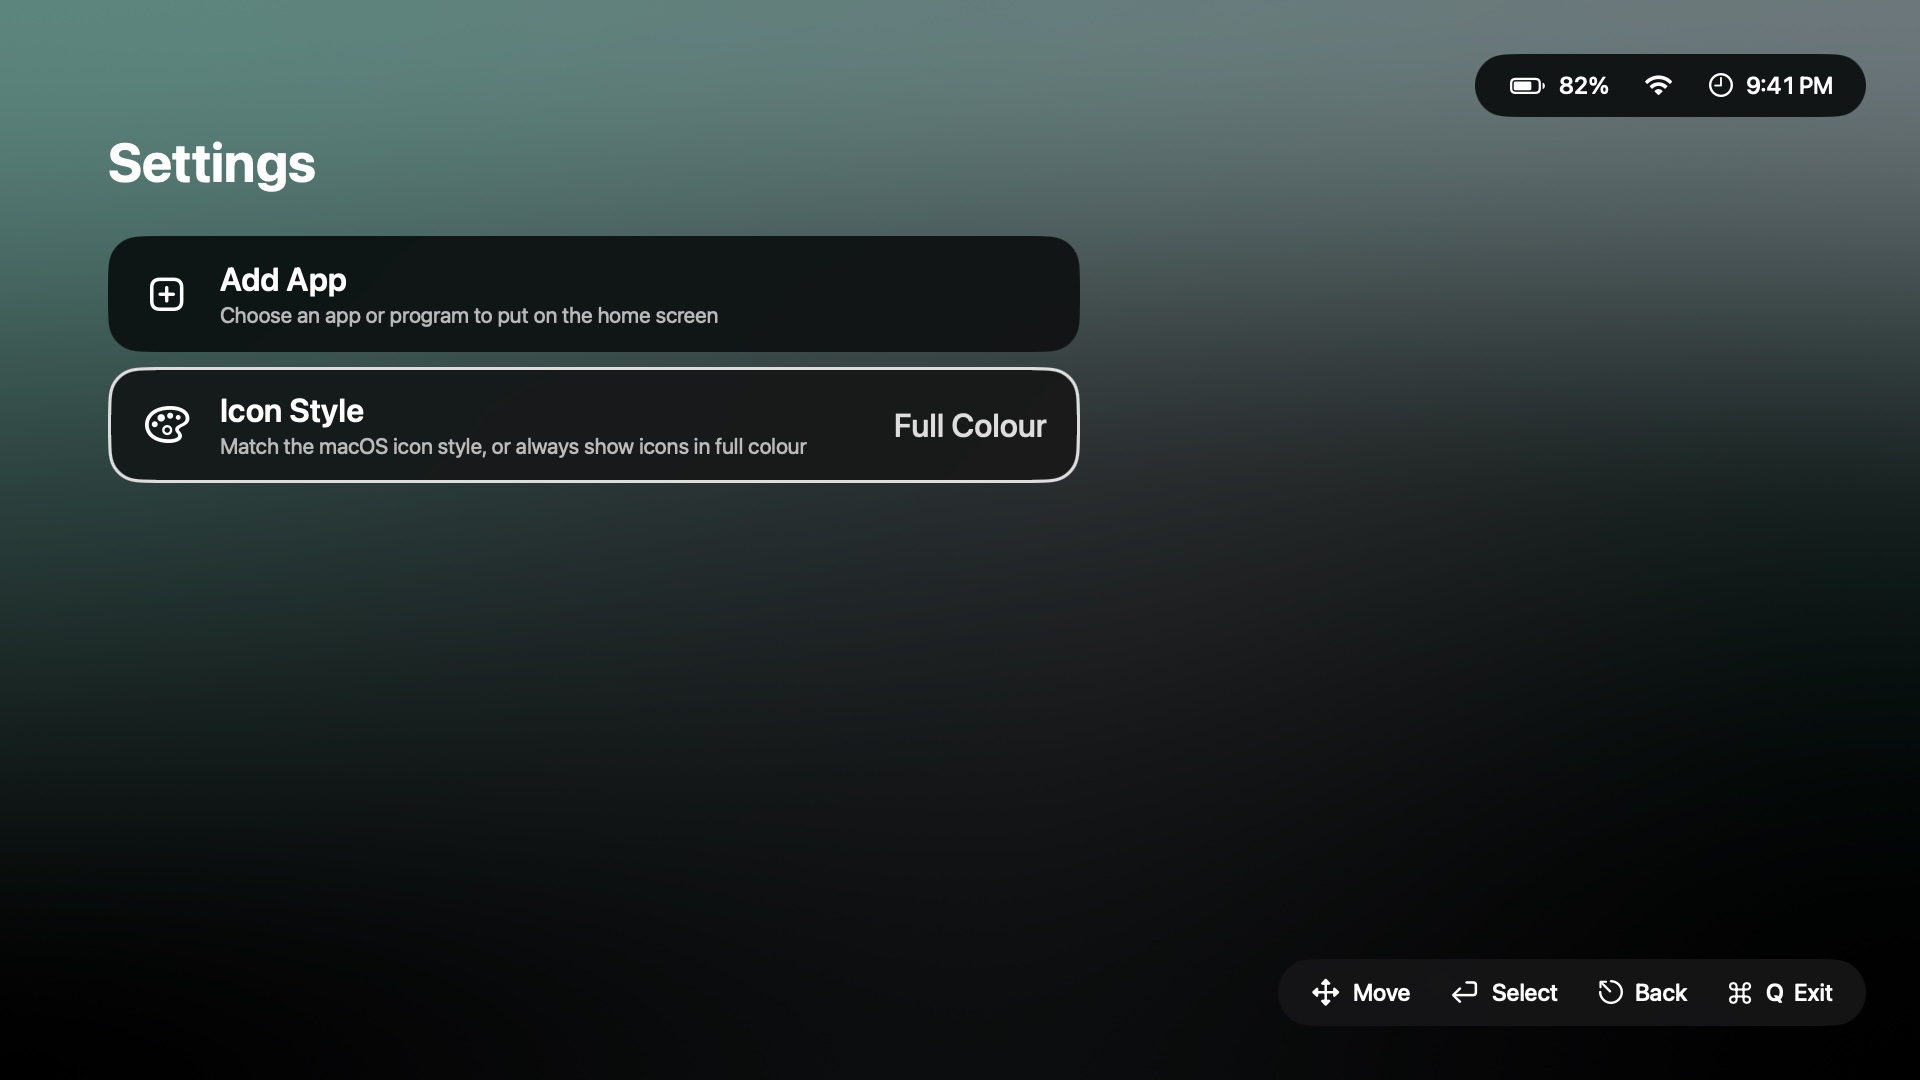 82% 9:41 PM
Settings
Add App
Choose an app or program to put on the home screen
Icon Style
Match the macOS icon style, or always show icons in full colour
Full Colour
Move Select Back ⌘ Q Exit